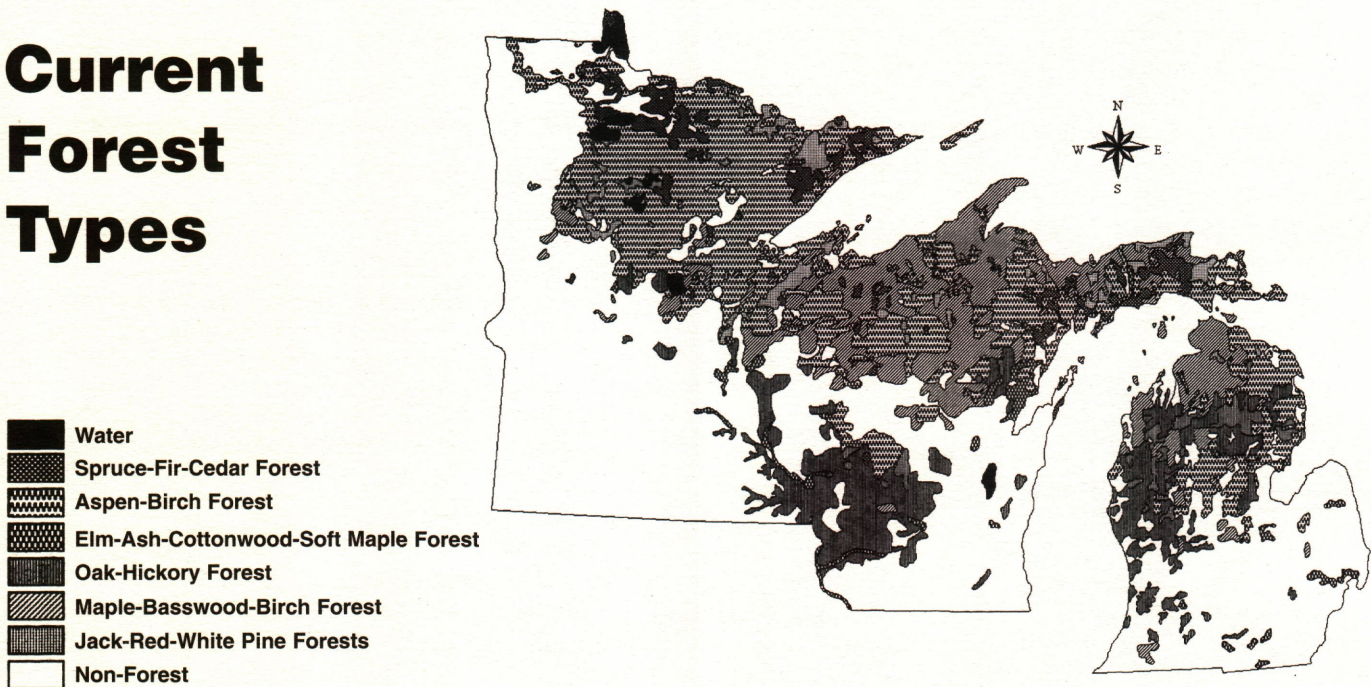 Current
Forest
Types
N
W E
S
Water
Spruce-Fir-Cedar Forest
Aspen-Birch Forest
Elm-Ash-Cottonwood-Soft Maple Forest
Oak-Hickory Forest
Maple-Basswood-Birch Forest
Jack-Red-White Pine Forests
Non-Forest